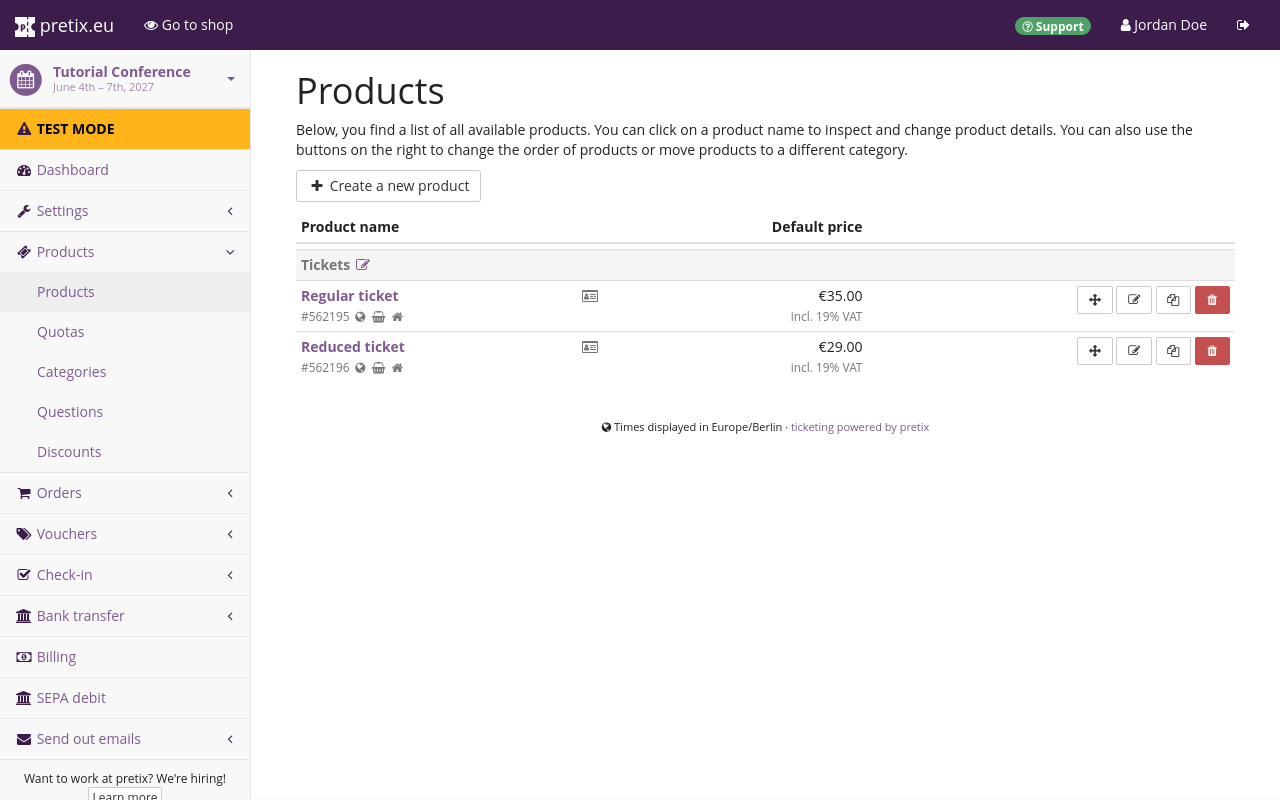 pretix.eu
Go to shop
Support
Jordan Doe
Tutorial Conference
June 4th – 7th, 2027
TEST MODE
Dashboard
Settings
Products
Products
Quotas
Categories
Questions
Discounts
Orders
Vouchers
Check-in
Bank transfer
Billing
SEPA debit
Send out emails
Want to work at pretix? We're hiring!
Learn more
Products
Below, you find a list of all available products. You can click on a product name to inspect and change product details. You can also use the
buttons on the right to change the order of products or move products to a different category.
Create a new product
Product name Default price
Tickets
Regular ticket €35.00
#562195 incl. 19% VAT
Reduced ticket €29.00
#562196 incl. 19% VAT
Times displayed in Europe/Berlin · ticketing powered by pretix